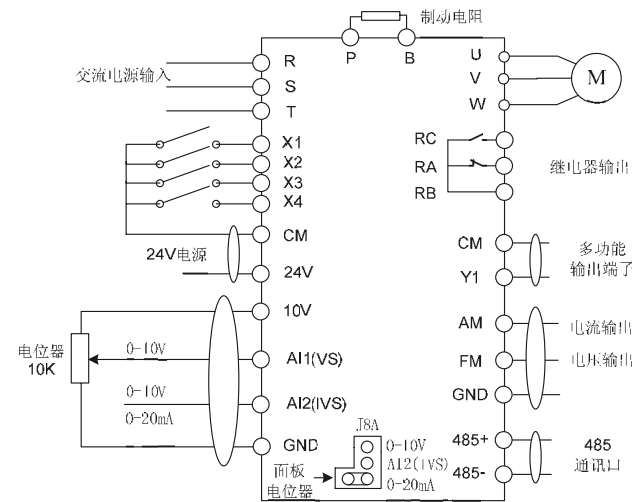 制动电阻
P
B
交流电源输入
R
S
T
U
V
W
M
X1
X2
X3
X4
RC
RA
RB
继电器输出
CM
24V电源
24V
CM
Y1
多功能
输出端子
10V
电位器
10K
0-10V
AI1(VS)
0-10V
0-20mA
AI2(IVS)
GND
AM
电流输出
FM
电压输出
GND
J8A
0-10V
AI2(IVS)
0-20mA
面板
电位器
485+
485-
485
通讯口